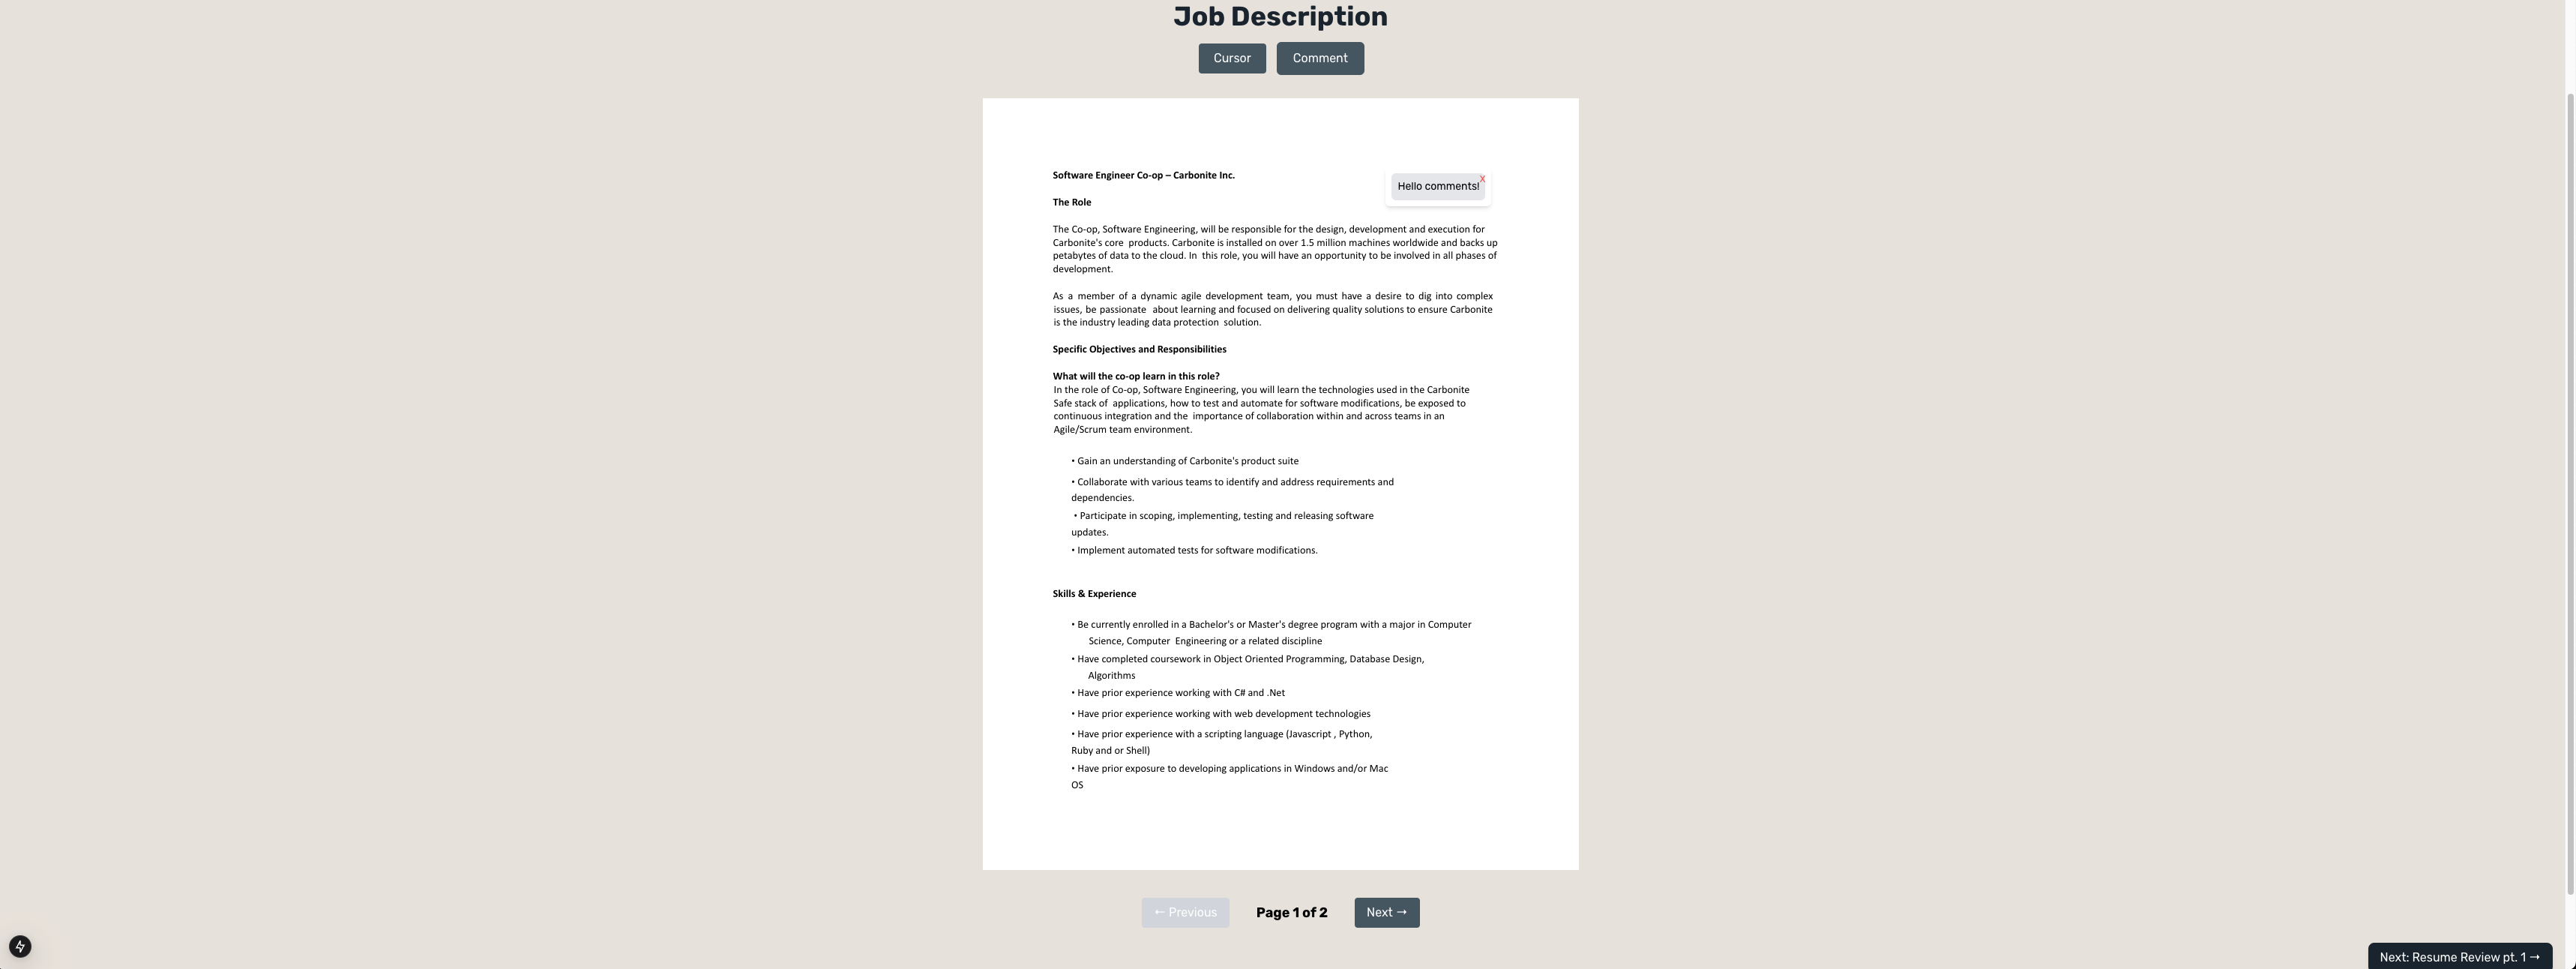 Job Description
Cursor
Comment
Software Engineer Co-op – Carbonite Inc.
Hello comments!
X
The Role
The Co-op, Software Engineering, will be responsible for the design, development and execution for
Carbonite's core  products. Carbonite is installed on over 1.5 million machines worldwide and backs up
petabytes of data to the cloud. In  this role, you will have an opportunity to be involved in all phases of
development.
As a member of a dynamic agile development team, you must have a desire to dig into complex
issues, be passionate  about learning and focused on delivering quality solutions to ensure Carbonite
is the industry leading data protection  solution.
Specific Objectives and Responsibilities
What will the co-op learn in this role?
In the role of Co-op, Software Engineering, you will learn the technologies used in the Carbonite
Safe stack of  applications, how to test and automate for software modifications, be exposed to
continuous integration and the  importance of collaboration within and across teams in an
Agile/Scrum team environment.
• Gain an understanding of Carbonite's product suite
• Collaborate with various teams to identify and address requirements and
dependencies.
• Participate in scoping, implementing, testing and releasing software
updates.
• Implement automated tests for software modifications.
Skills & Experience
• Be currently enrolled in a Bachelor's or Master's degree program with a major in Computer
Science, Computer  Engineering or a related discipline
• Have completed coursework in Object Oriented Programming, Database Design,
Algorithms
• Have prior experience working with C# and .Net
• Have prior experience working with web development technologies
• Have prior experience with a scripting language (Javascript , Python,
Ruby and or Shell)
• Have prior exposure to developing applications in Windows and/or Mac
OS
← Previous
Page 1 of 2
Next →
Next: Resume Review pt. 1 →